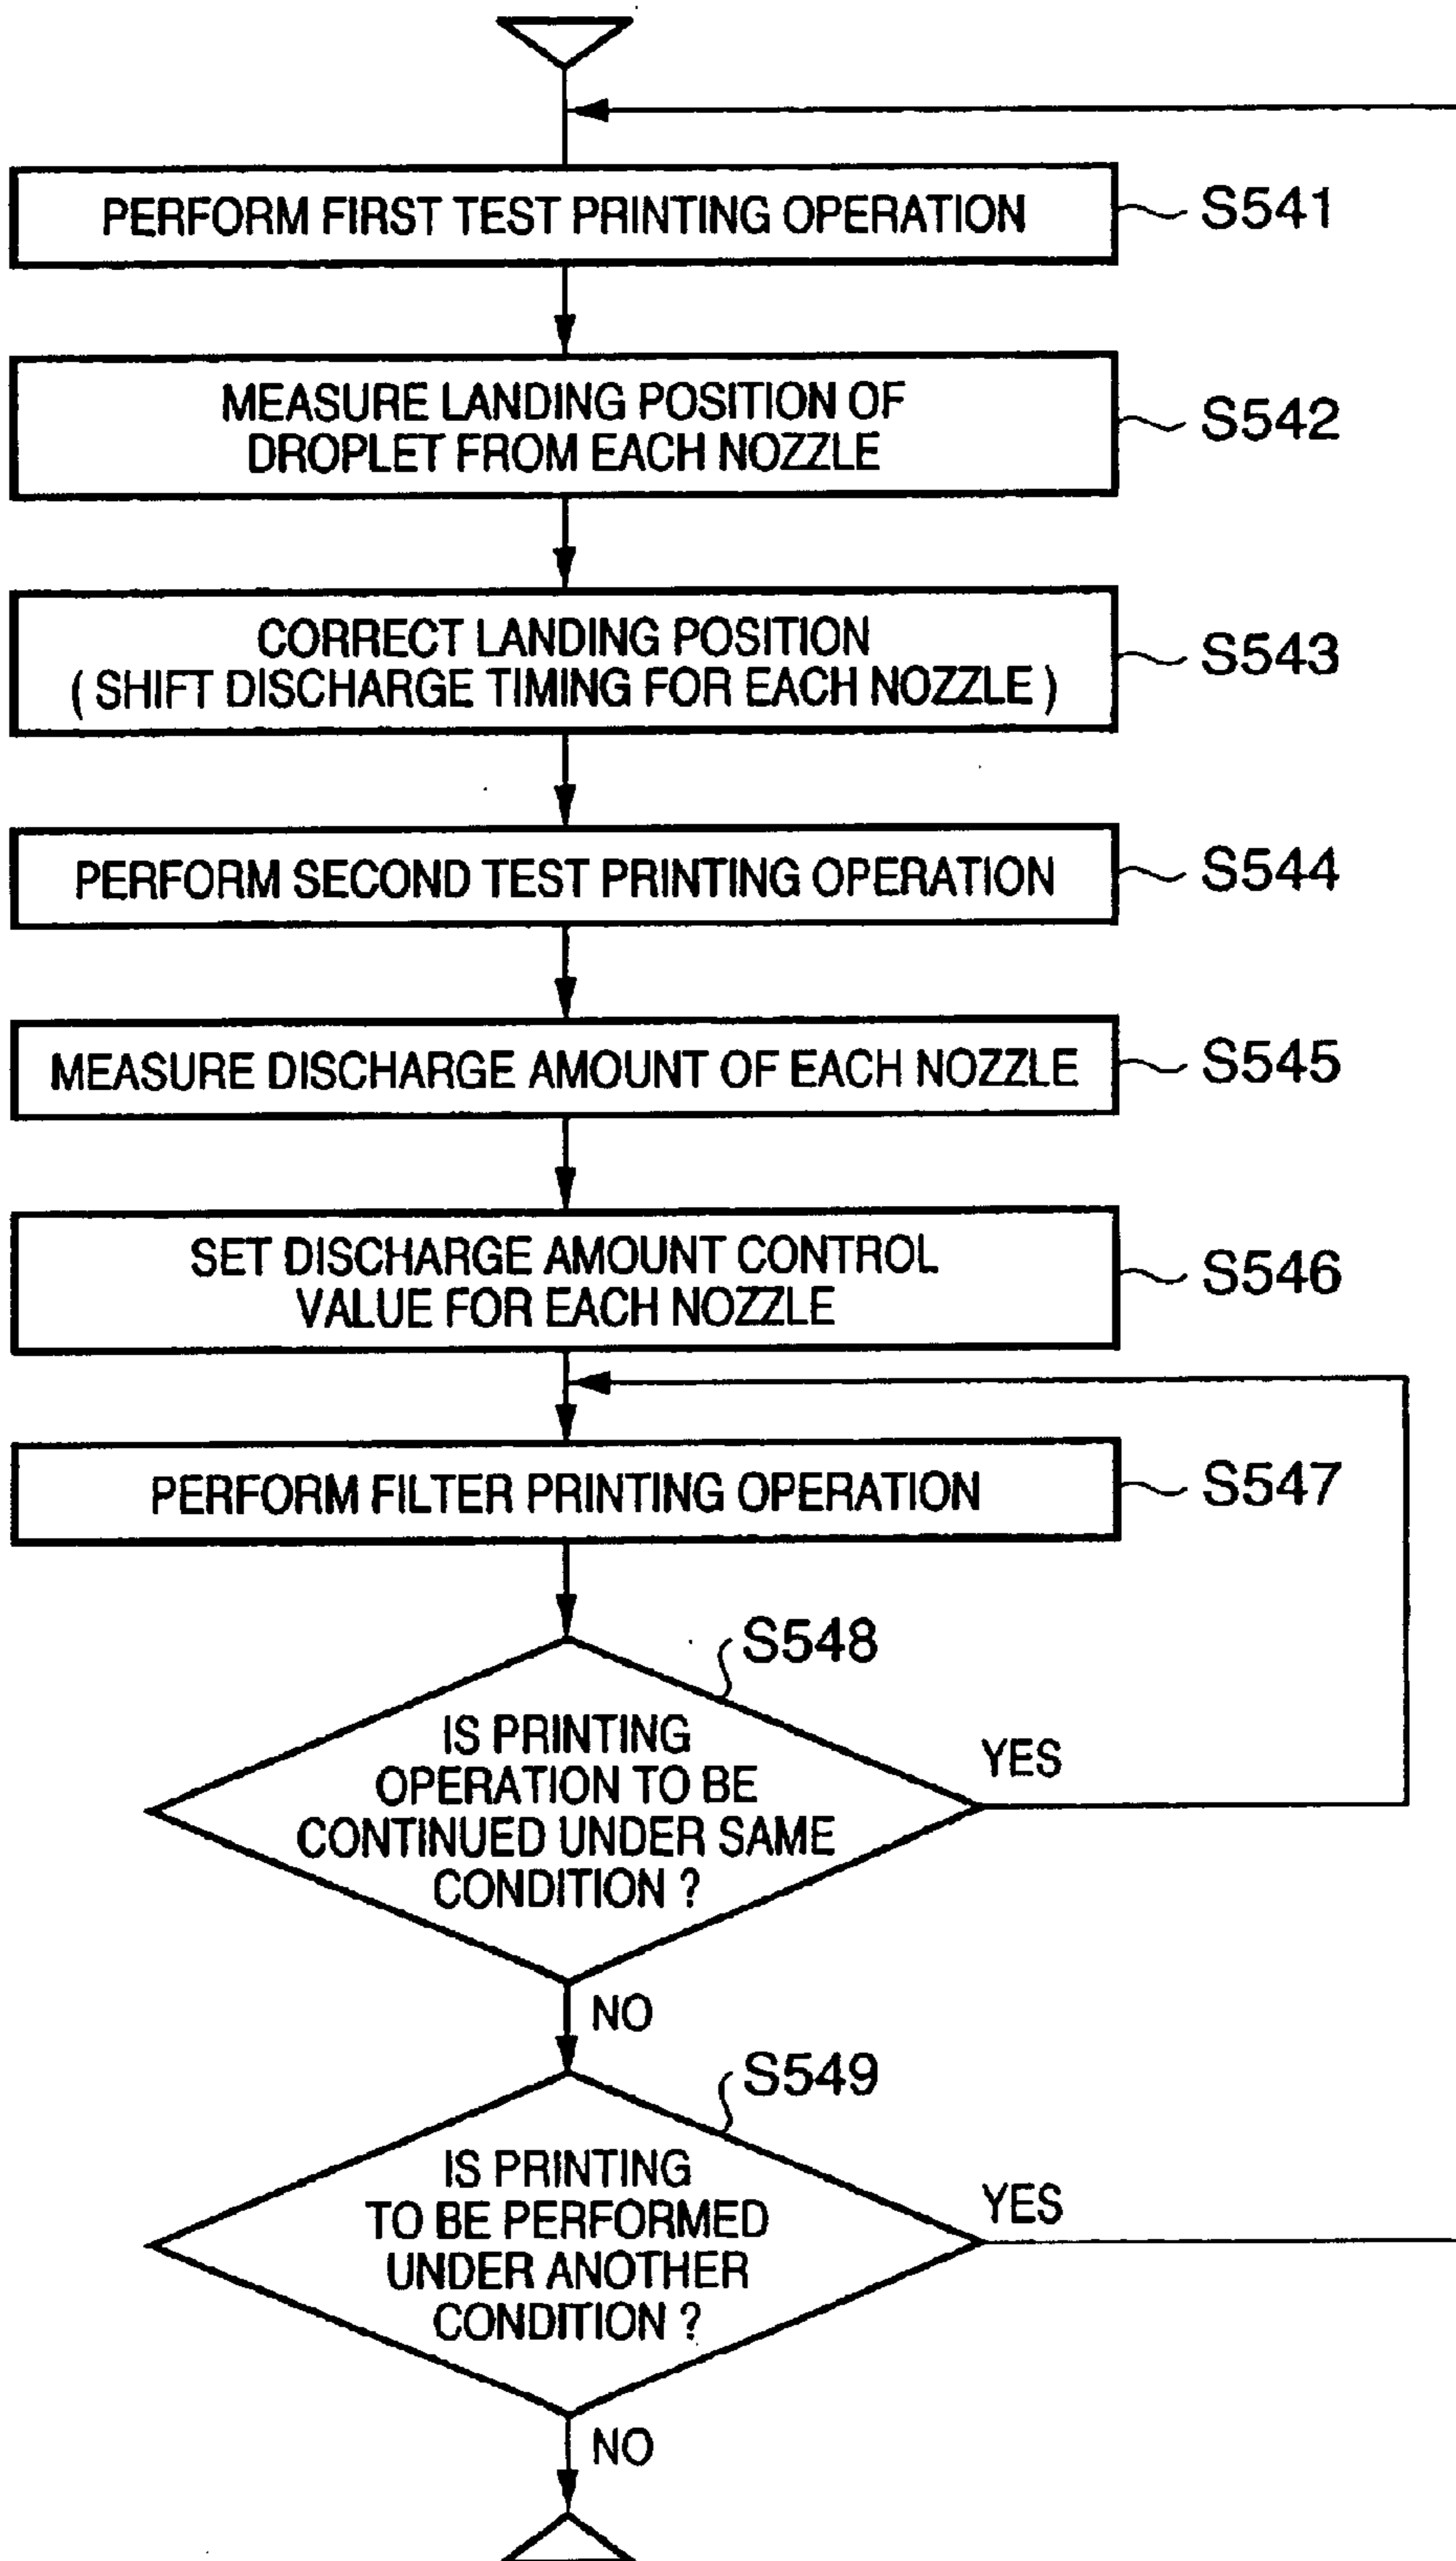 PERFORM FIRST TEST PRINTING OPERATION
S541
MEASURE LANDING POSITION OF
DROPLET FROM EACH NOZZLE
S542
CORRECT LANDING POSITION
( SHIFT DISCHARGE TIMING FOR EACH NOZZLE )
S543
PERFORM SECOND TEST PRINTING OPERATION
S544
MEASURE DISCHARGE AMOUNT OF EACH NOZZLE
S545
SET DISCHARGE AMOUNT CONTROL
VALUE FOR EACH NOZZLE
S546
PERFORM FILTER PRINTING OPERATION
S547
S548
IS PRINTING
OPERATION TO BE
CONTINUED UNDER SAME
CONDITION ?
YES
NO
S549
IS PRINTING
TO BE PERFORMED
UNDER ANOTHER
CONDITION ?
YES
NO